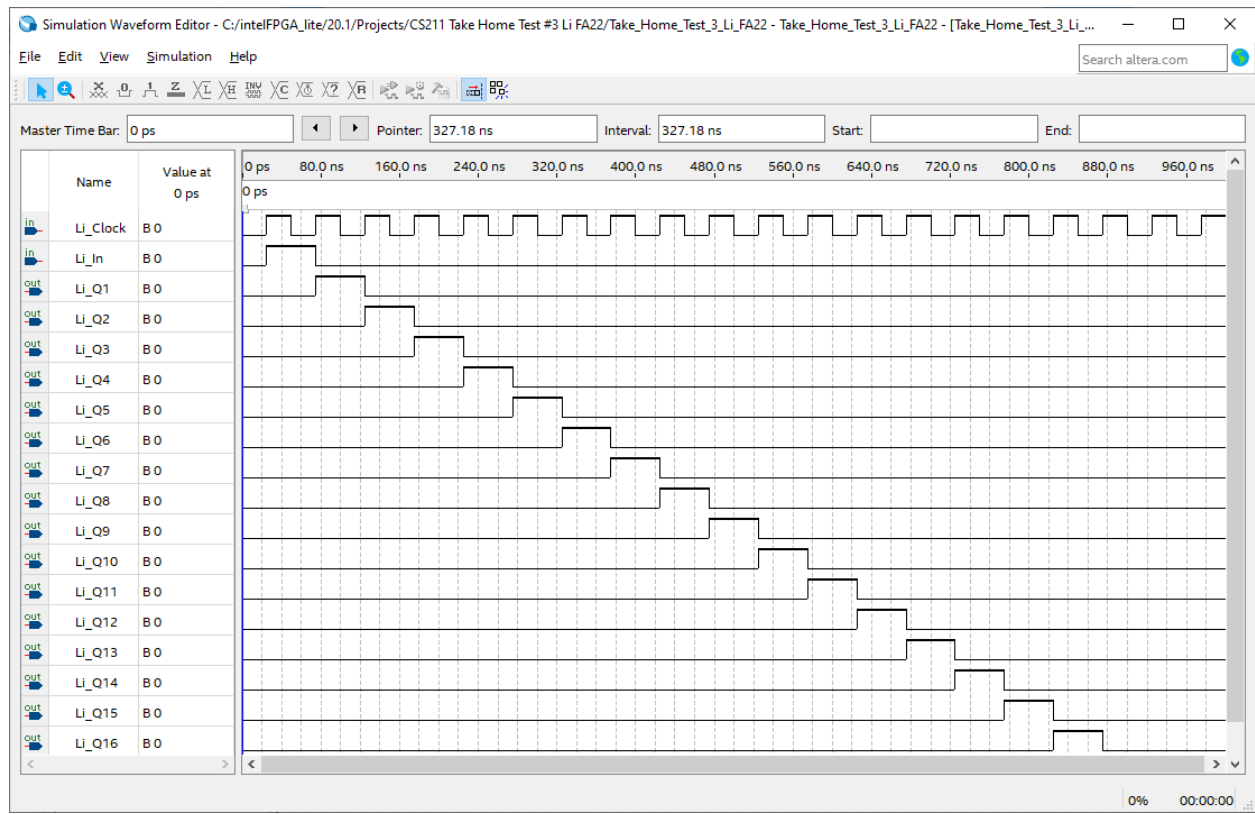 Simulation Waveform Editor - C:/intelFPGA_lite/20.1/Projects/CS211 Take Home Test #3 Li FA22/Take_Home_Test_3_Li_FA22 - Take_Home_Test_3_Li_FA22 - [Take_Home_Test_3_Li_...
File Edit View Simulation Help
Search altera.com
Master Time Bar: 0 ps Pointer: 327.18 ns Interval: 327.18 ns Start: End:
Name Value at 0 ps
0 ps 80.0 ns 160.0 ns 240.0 ns 320.0 ns 400.0 ns 480.0 ns 560.0 ns 640.0 ns 720.0 ns 800.0 ns 880.0 ns 960.0 ns
0 ps
in Li_Clock B 0
in Li_In B 0
out Li_Q1 B 0
out Li_Q2 B 0
out Li_Q3 B 0
out Li_Q4 B 0
out Li_Q5 B 0
out Li_Q6 B 0
out Li_Q7 B 0
out Li_Q8 B 0
out Li_Q9 B 0
out Li_Q10 B 0
out Li_Q11 B 0
out Li_Q12 B 0
out Li_Q13 B 0
out Li_Q14 B 0
out Li_Q15 B 0
out Li_Q16 B 0
0% 00:00:00